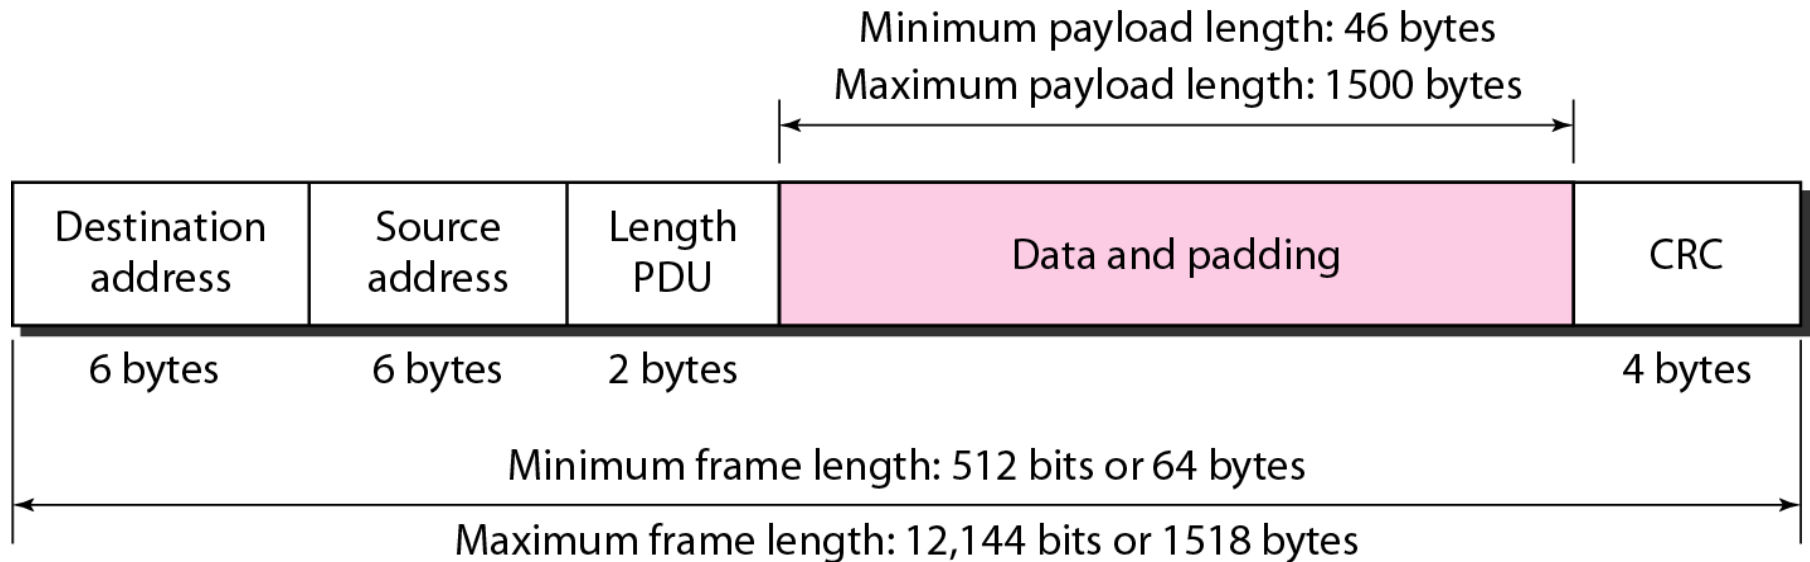 Minimum payload length: 46 bytes
Maximum payload length: 1500 bytes
Destination
address
Source
address
Length
PDU
Data and padding
CRC
6 bytes
6 bytes
2 bytes
4 bytes
Minimum frame length: 512 bits or 64 bytes
Maximum frame length: 12,144 bits or 1518 bytes